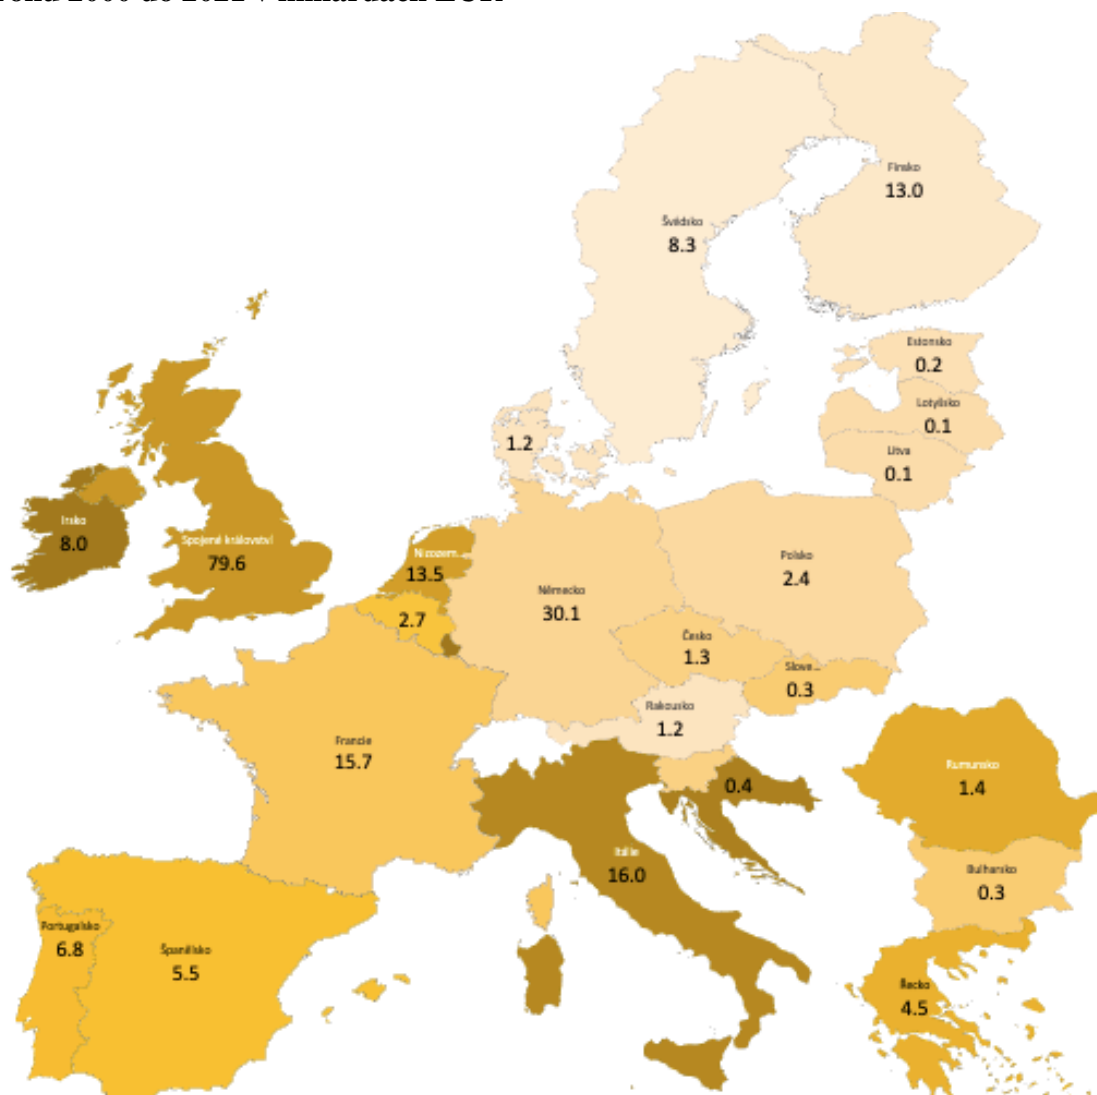 Finsko
13.0
Švédsko
8.3
Estonsko
0.2
Lotyšsko
0.1
Litva
0.1
1.2
Irsko
8.0
Spojené království
79.6
Nizozem...
13.5
2.7
Německo
30.1
Polsko
2.4
Česko
1.3
Slove...
0.3
Rakousko
1.2
Francie
15.7
0.4
Rumunsko
1.4
Itálie
16.0
Bulharsko
0.3
Portugalsko
6.8
Španělsko
5.5
Řecko
4.5